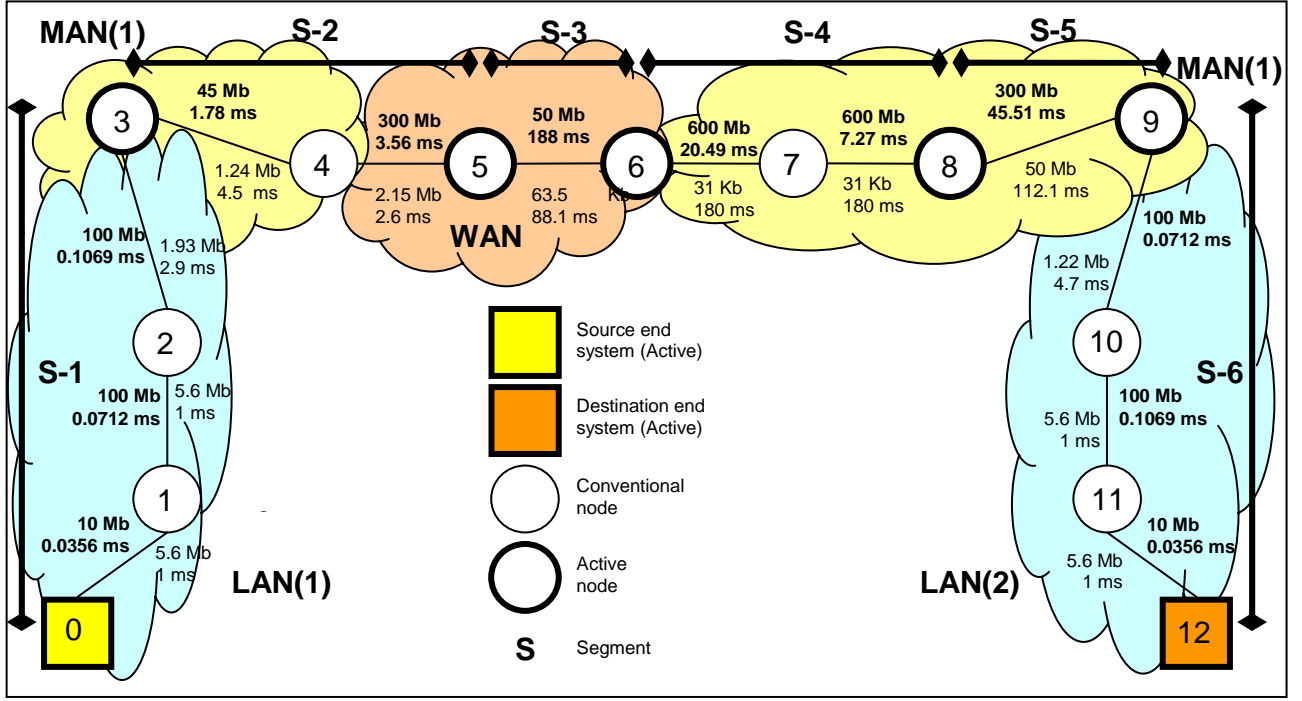 MAN(1)
S-2
S-3
S-4
S-5
MAN(1)
3
45 Mb
1.78 ms
1.24 Mb
4.5 ms
4
300 Mb
3.56 ms
2.15 Mb
2.6 ms
5
50 Mb
188 ms
63.5 Kb
88.1 ms
WAN
6
600 Mb
20.49 ms
31 Kb
180 ms
7
600 Mb
7.27 ms
31 Kb
180 ms
8
300 Mb
45.51 ms
50 Mb
112.1 ms
9
100 Mb
0.1069 ms
1.93 Mb
2.9 ms
2
S-1
100 Mb
0.0712 ms
5.6 Mb
1 ms
1
10 Mb
0.0356 ms
5.6 Mb
1 ms
LAN(1)
0
Source end
system (Active)
Destination end
system (Active)
Conventional
node
Active
node
S
Segment
100 Mb
0.0712 ms
1.22 Mb
4.7 ms
10
S-6
100 Mb
0.1069 ms
5.6 Mb
1 ms
11
10 Mb
0.0356 ms
5.6 Mb
1 ms
LAN(2)
12